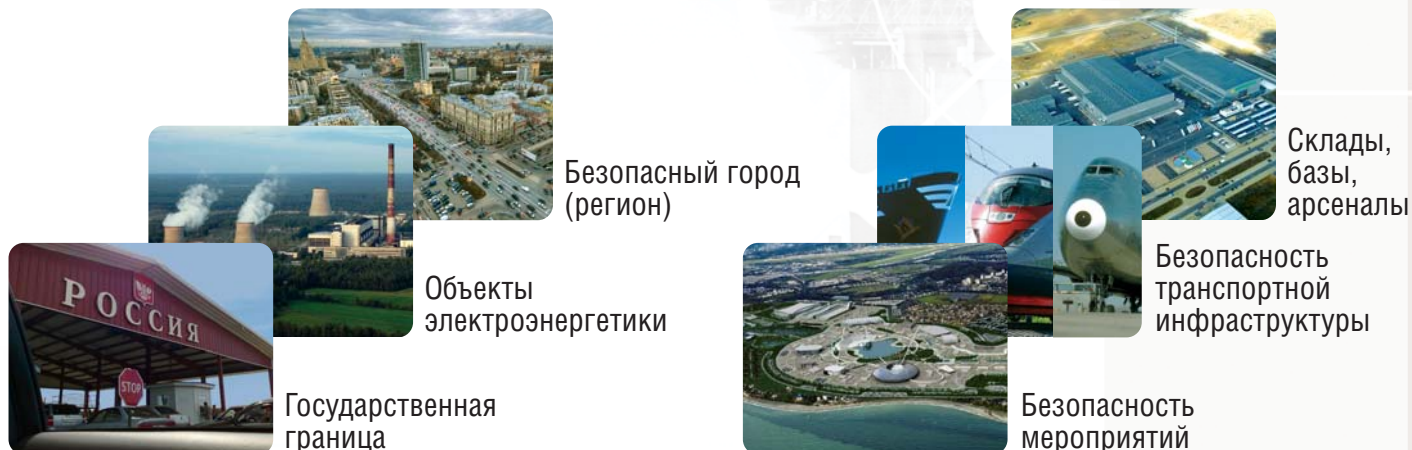 Безопасный город
(регион)
Объекты
электроэнергетики
РОССИЯ
STOP
Государственная
граница
Склады,
базы,
арсеналы
Безопасность
транспортной
инфраструктуры
Безопасность
мероприятий